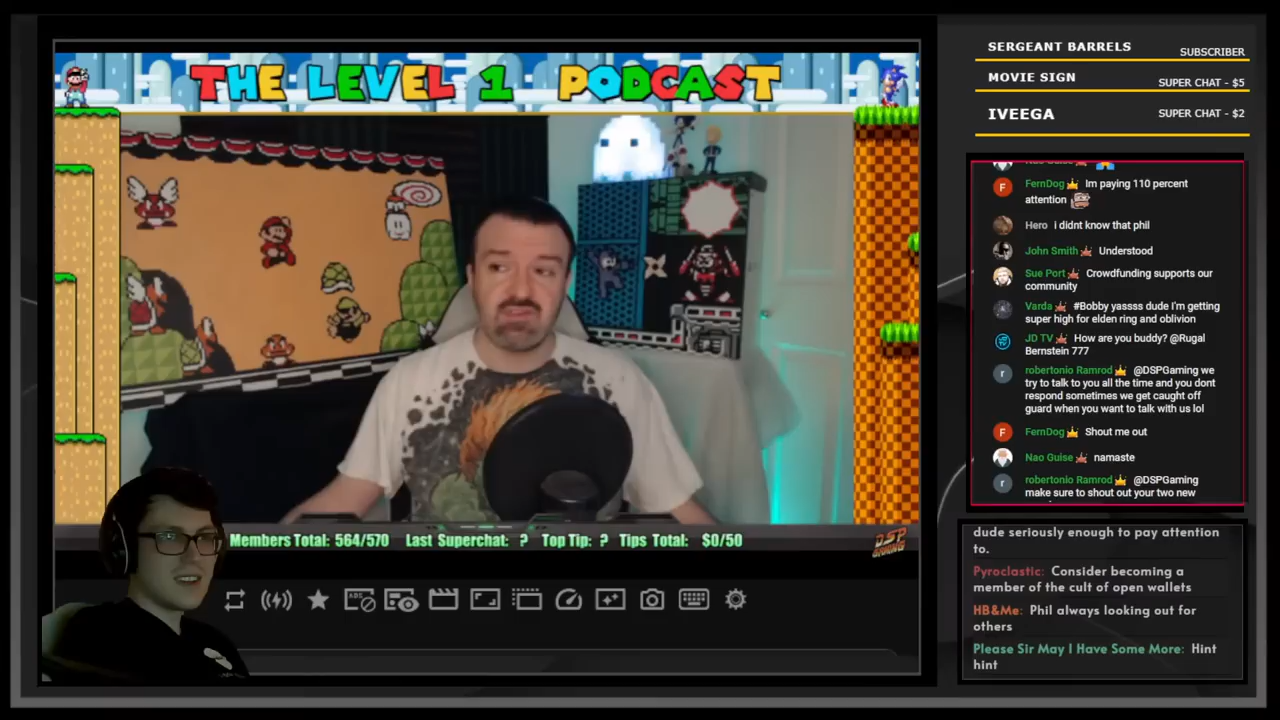 THE LEVEL 1 PODCAST
Members Total: 564/570 Last Superchat: ? Top Tip: ? Tips Total: $0/50
DSP
GAMING
ABS
SERGEANT BARRELS SUBSCRIBER
MOVIE SIGN SUPER CHAT - $5
IVEEGA SUPER CHAT - $2
Nao Guise
F FernDog Im paying 110 percent
attention
Hero i didnt know that phil
John Smith Understood
Sue Port Crowdfunding supports our
community
Varda #Bobby yassss dude I'm getting
super high for elden ring and oblivion
JD TV How are you buddy? @Rugal
Bernstein 777
r robertonio Ramrod @DSPGaming we
try to talk to you all the time and you dont
respond sometimes we get caught off
guard when you want to talk with us lol
F FernDog Shout me out
Nao Guise namaste
r robertonio Ramrod @DSPGaming
make sure to shout out your two new
dude seriously enough to pay attention
to.
Pyroclastic: Consider becoming a
member of the cult of open wallets
HB&Me: Phil always looking out for
others
Please Sir May I Have Some More: Hint
hint